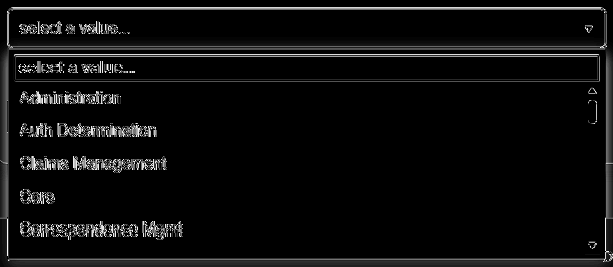 select a value...
select a value...
Administration
Auth Determination
Claims Management
Core
Correspondence Mgmt